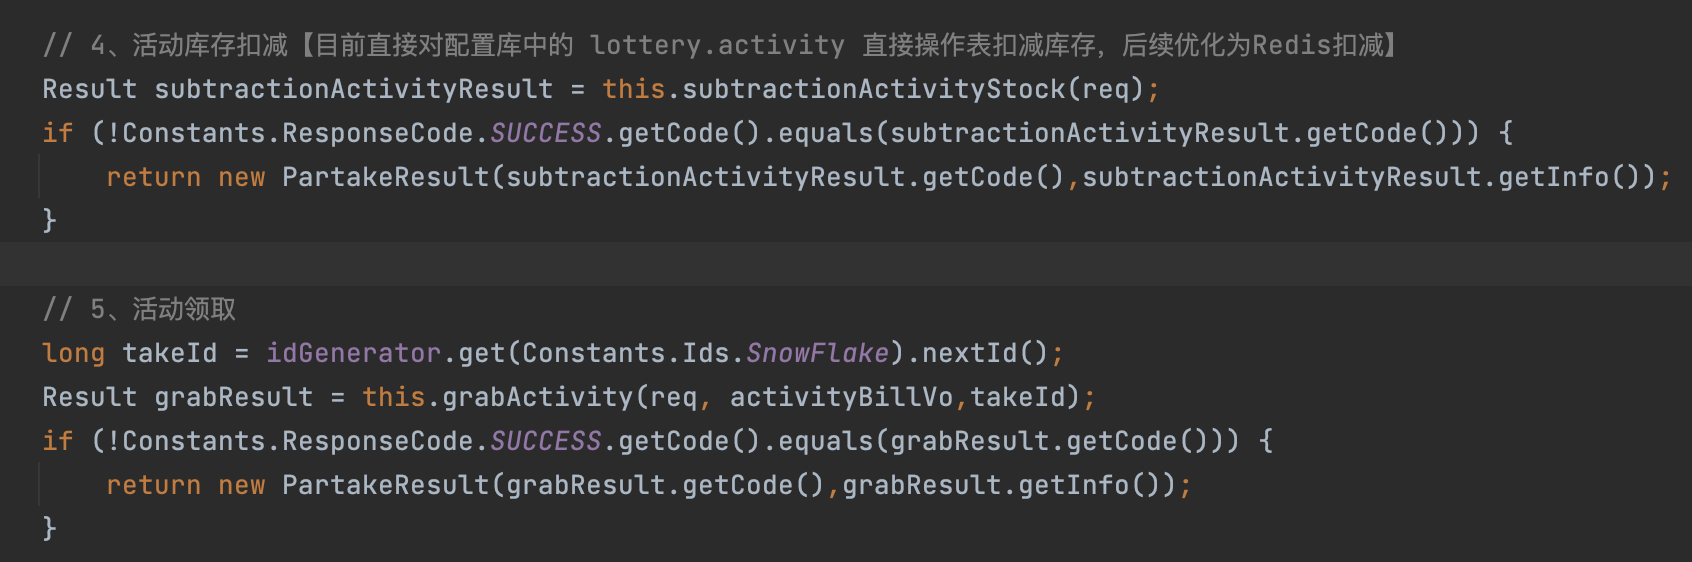 // 4、活动库存扣减【目前直接对配置库中的 lottery.activity 直接操作表扣减库存，后续优化为Redis扣减】
Result subtractionActivityResult = this.subtractionActivityStock(req);
if (!Constants.ResponseCode.SUCCESS.getCode().equals(subtractionActivityResult.getCode())) {
    return new PartakeResult(subtractionActivityResult.getCode(),subtractionActivityResult.getInfo());
}
// 5、活动领取
long takeId = idGenerator.get(Constants.Ids.SnowFlake).nextId();
Result grabResult = this.grabActivity(req, activityBillVo,takeId);
if (!Constants.ResponseCode.SUCCESS.getCode().equals(grabResult.getCode())) {
    return new PartakeResult(grabResult.getCode(),grabResult.getInfo());
}